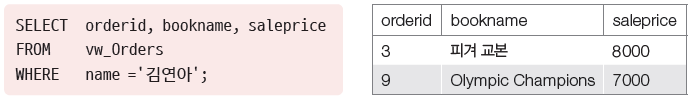 SELECT orderid, bookname, saleprice
FROM vw_Orders
WHERE name ='김연아';
orderid bookname saleprice
3 피겨 교본 8000
9 Olympic Champions 7000